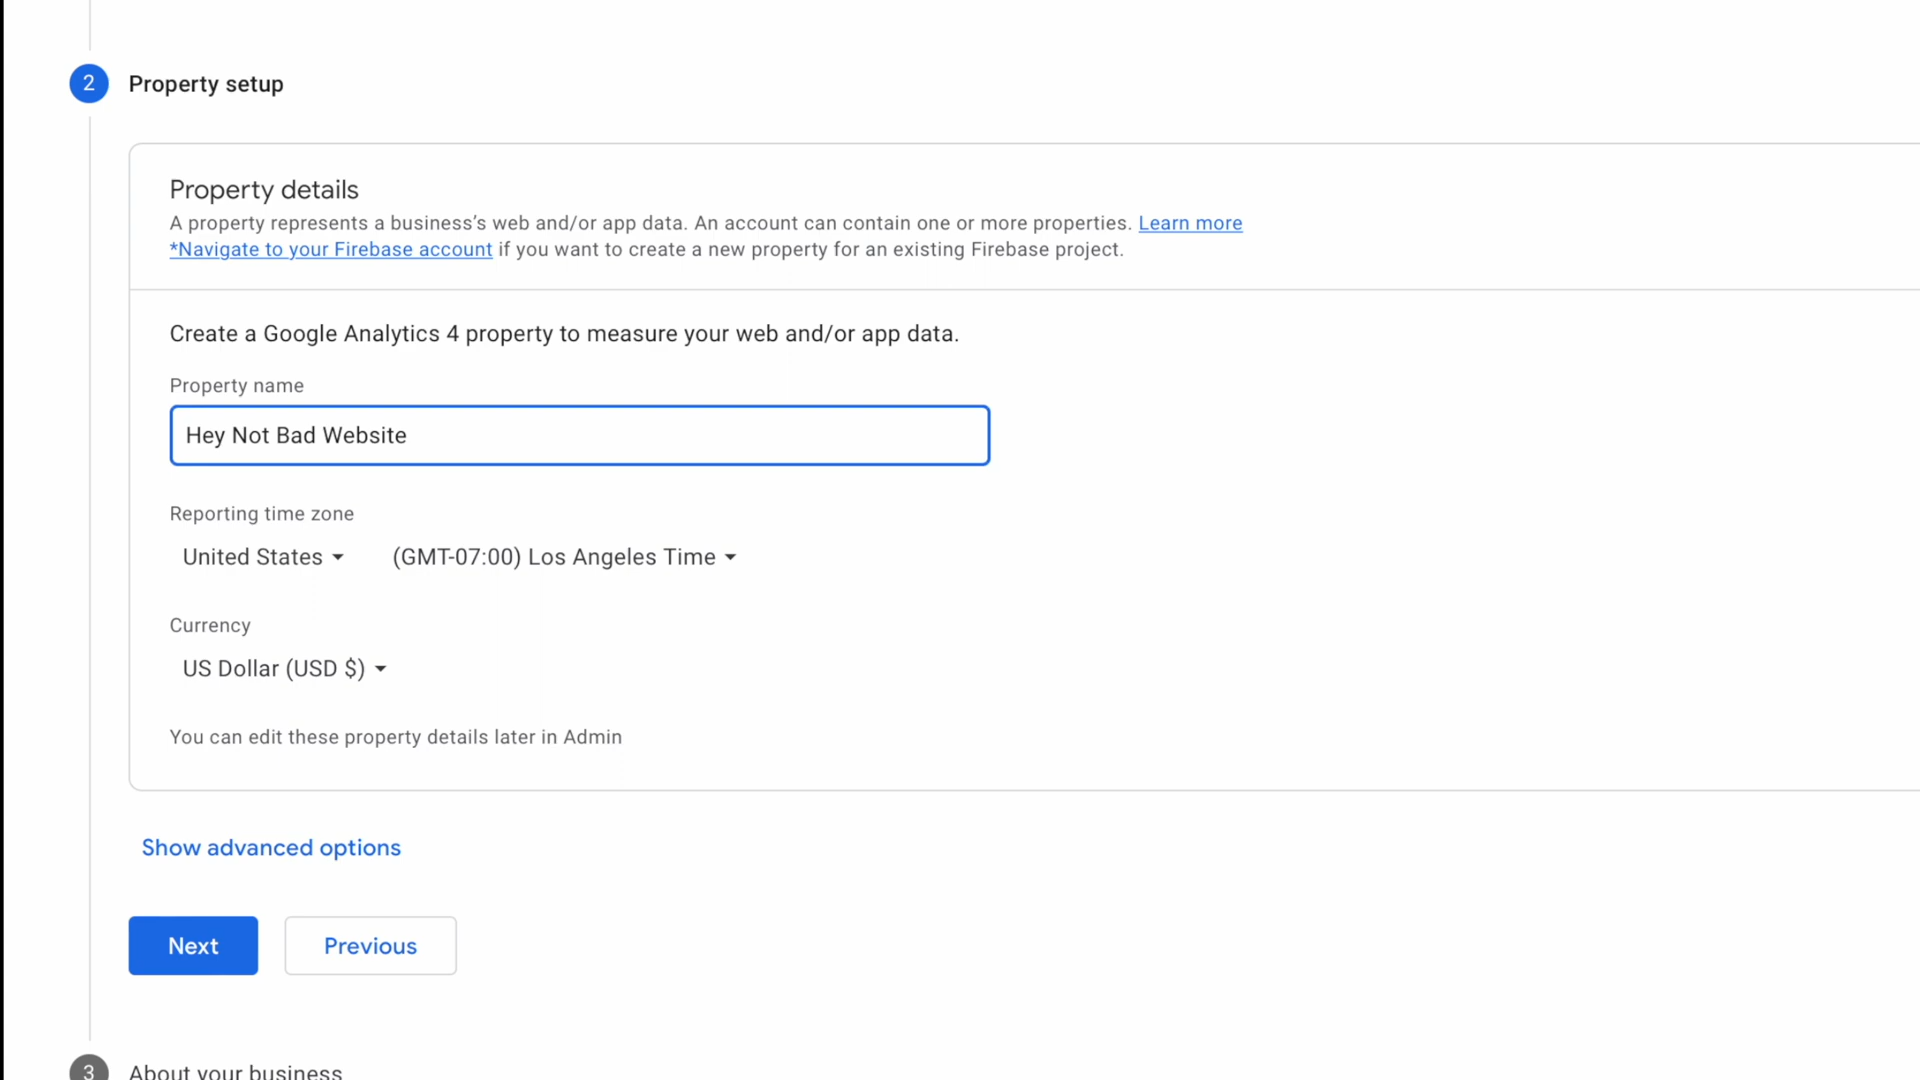 2 Property setup
Property details
A property represents a business’s web and/or app data. An account can contain one or more properties. Learn more
*Navigate to your Firebase account if you want to create a new property for an existing Firebase project.
Create a Google Analytics 4 property to measure your web and/or app data.
Property name
Hey Not Bad Website
Reporting time zone
United States (GMT-07:00) Los Angeles Time
Currency
US Dollar (USD $)
You can edit these property details later in Admin
Show advanced options
Next Previous
3 About your business